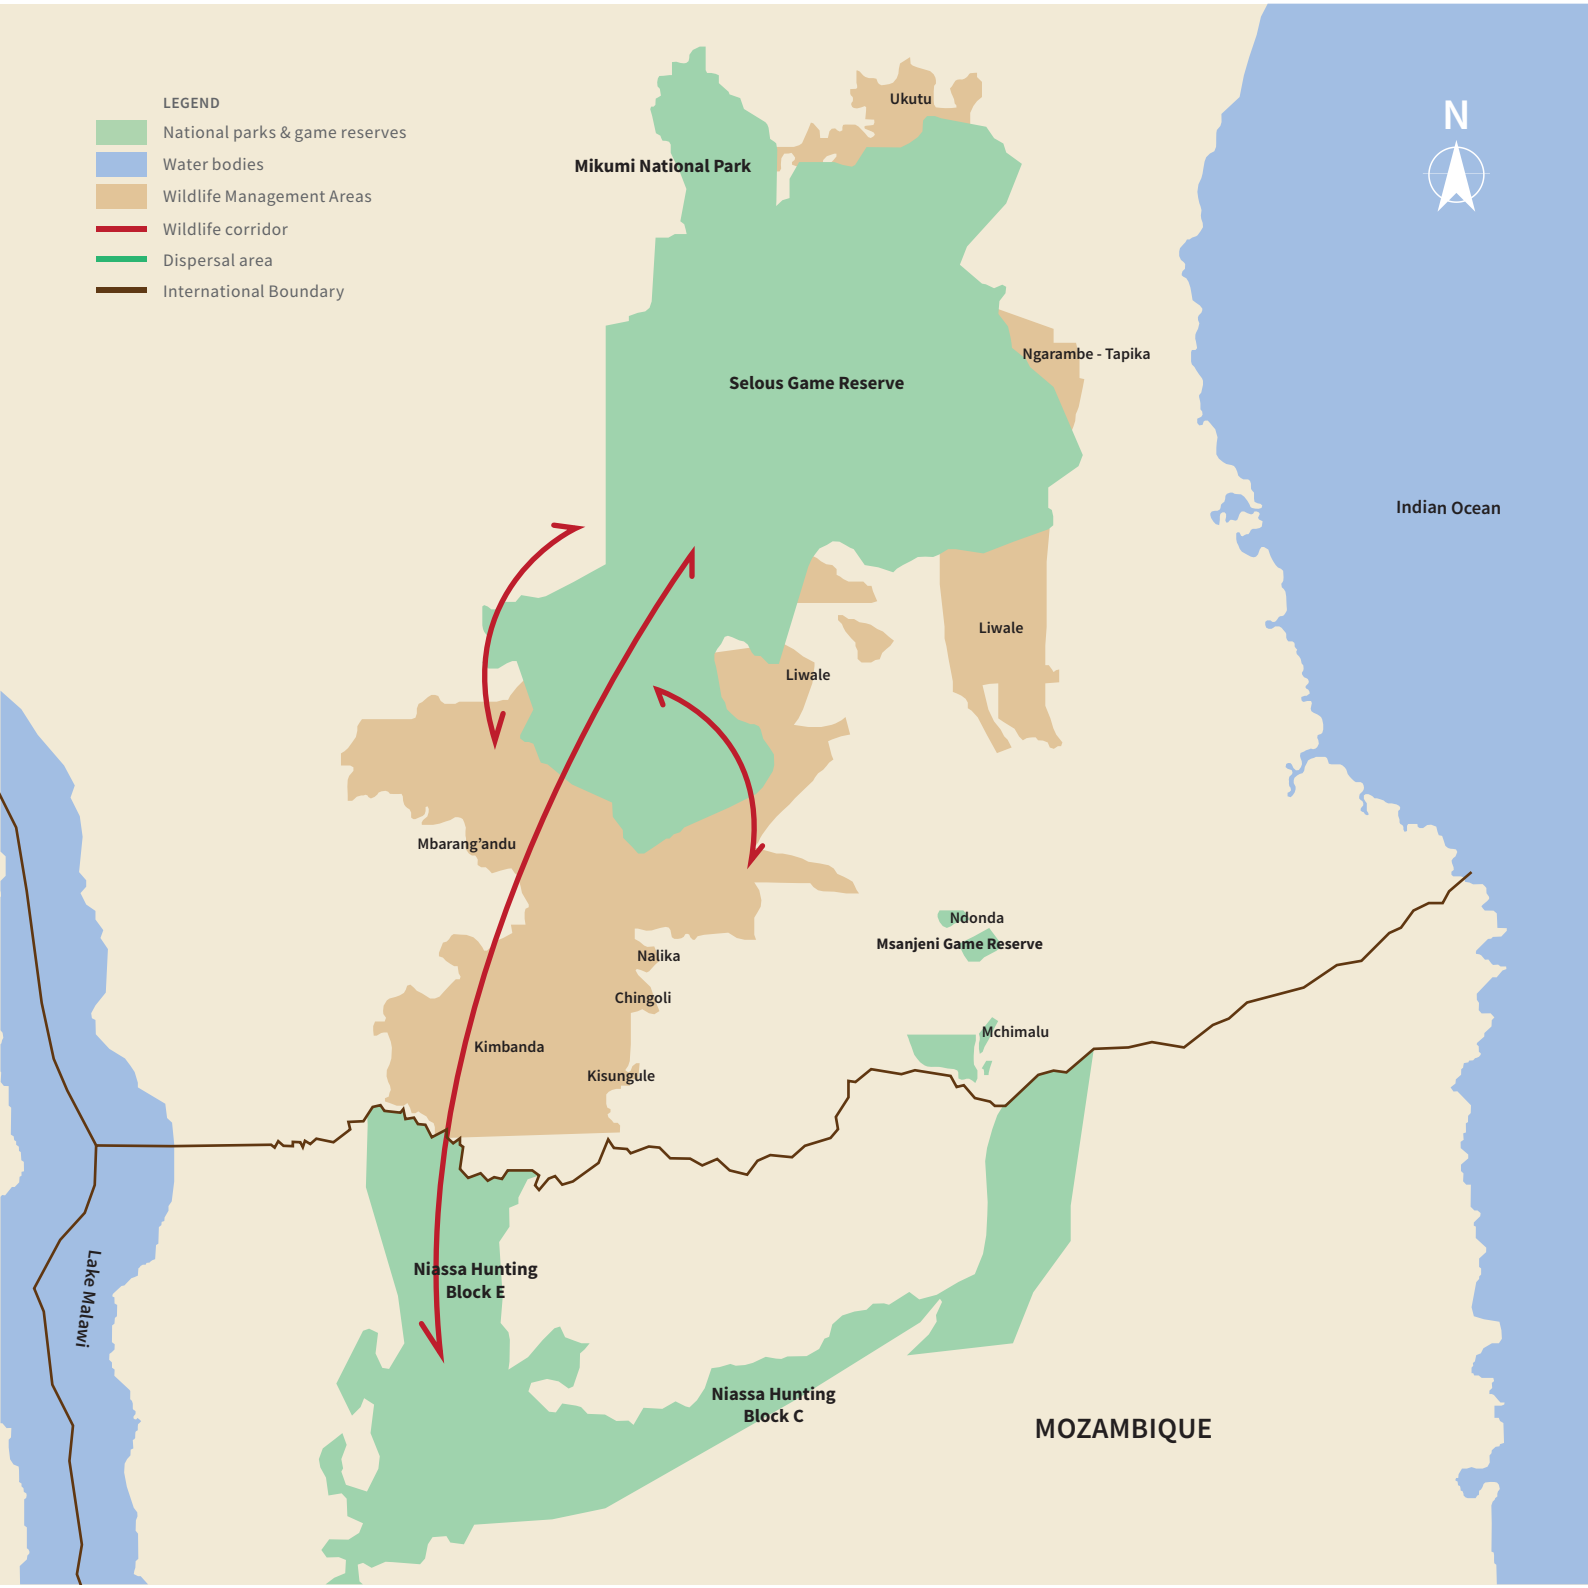 LEGEND
National parks & game reserves
Water bodies
Wildlife Management Areas
Wildlife corridor
Dispersal area
International Boundary
N
Ukutu
Mikumi National Park
Ngarambe - Tapika
Selous Game Reserve
Indian Ocean
Liwale
Liwale
Mbarang’andu
Ndonda
Msanjeni Game Reserve
Nalika
Chingoli
Mchimalu
Kimbanda
Kisungule
Lake Malawi
Niassa Hunting
Block E
Niassa Hunting
Block C
MOZAMBIQUE